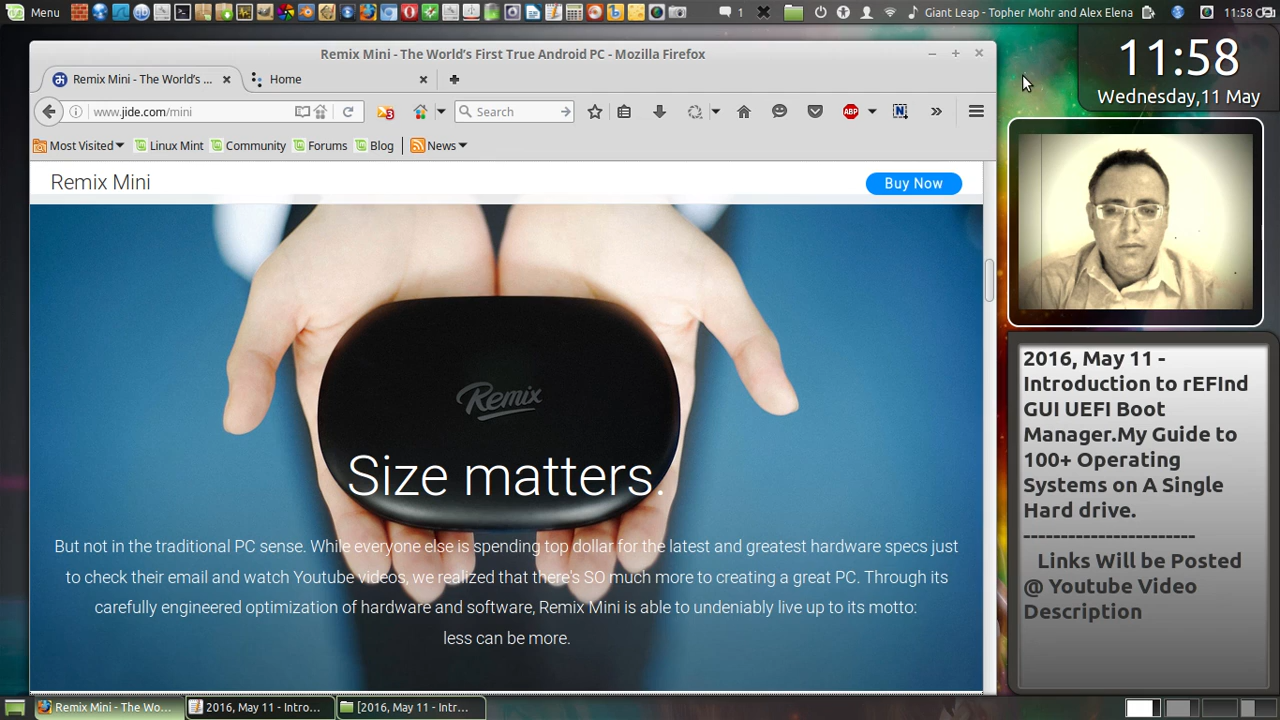 Menu
1
Giant Leap - Topher Mohr and Alex Elena
11:58
Remix Mini - The World's First True Android PC - Mozilla Firefox
Remix Mini - The World's ...
Home
www.jide.com/mini
3
Search
ABP
N
Most Visited
Linux Mint
Community
Forums
Blog
News
Remix Mini
Buy Now
Remix
Size matters.
But not in the traditional PC sense. While everyone else is spending top dollar for the latest and greatest hardware specs just
to check their email and watch Youtube videos, we realized that there's SO much more to creating a great PC. Through its
carefully engineered optimization of hardware and software, Remix Mini is able to undeniably live up to its motto:
less can be more.
11:58
Wednesday,11 May
2016, May 11 -
Introduction to rEFInd
GUI UEFI Boot
Manager.My Guide to
100+ Operating
Systems on A Single
Hard drive.
-----------------------
Links Will be Posted
@ Youtube Video
Description
Remix Mini - The Wo...
2016, May 11 - Intro...
[2016, May 11 - Intr...